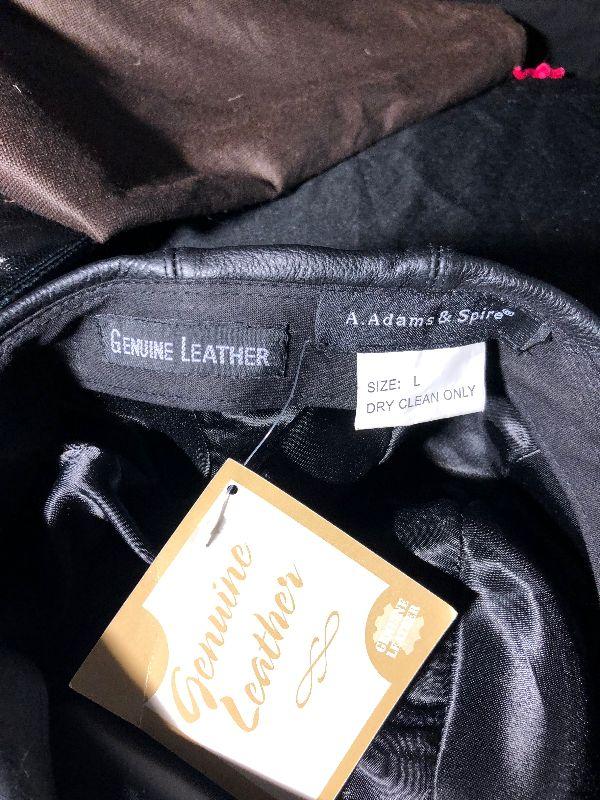 GENUINE LEATHER
A.Adams & Spire
SIZE: L
DRY CLEAN ONLY
Genuine
Leather
GENUINE
LEATHER